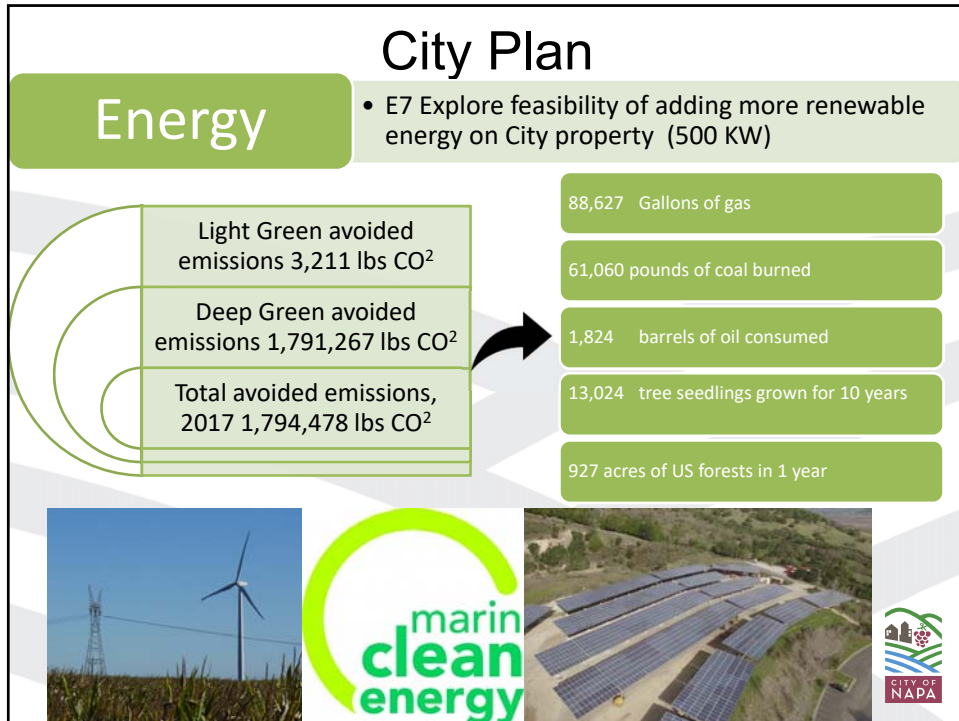 City Plan
Energy
• E7 Explore feasibility of adding more renewable
energy on City property (500 KW)
Light Green avoided
emissions 3,211 lbs CO²
Deep Green avoided
emissions 1,791,267 lbs CO²
Total avoided emissions,
2017 1,794,478 lbs CO²
88,627 Gallons of gas
61,060 pounds of coal burned
1,824 barrels of oil consumed
13,024 tree seedlings grown for 10 years
927 acres of US forests in 1 year
marin
clean
energy
CITY OF
NAPA